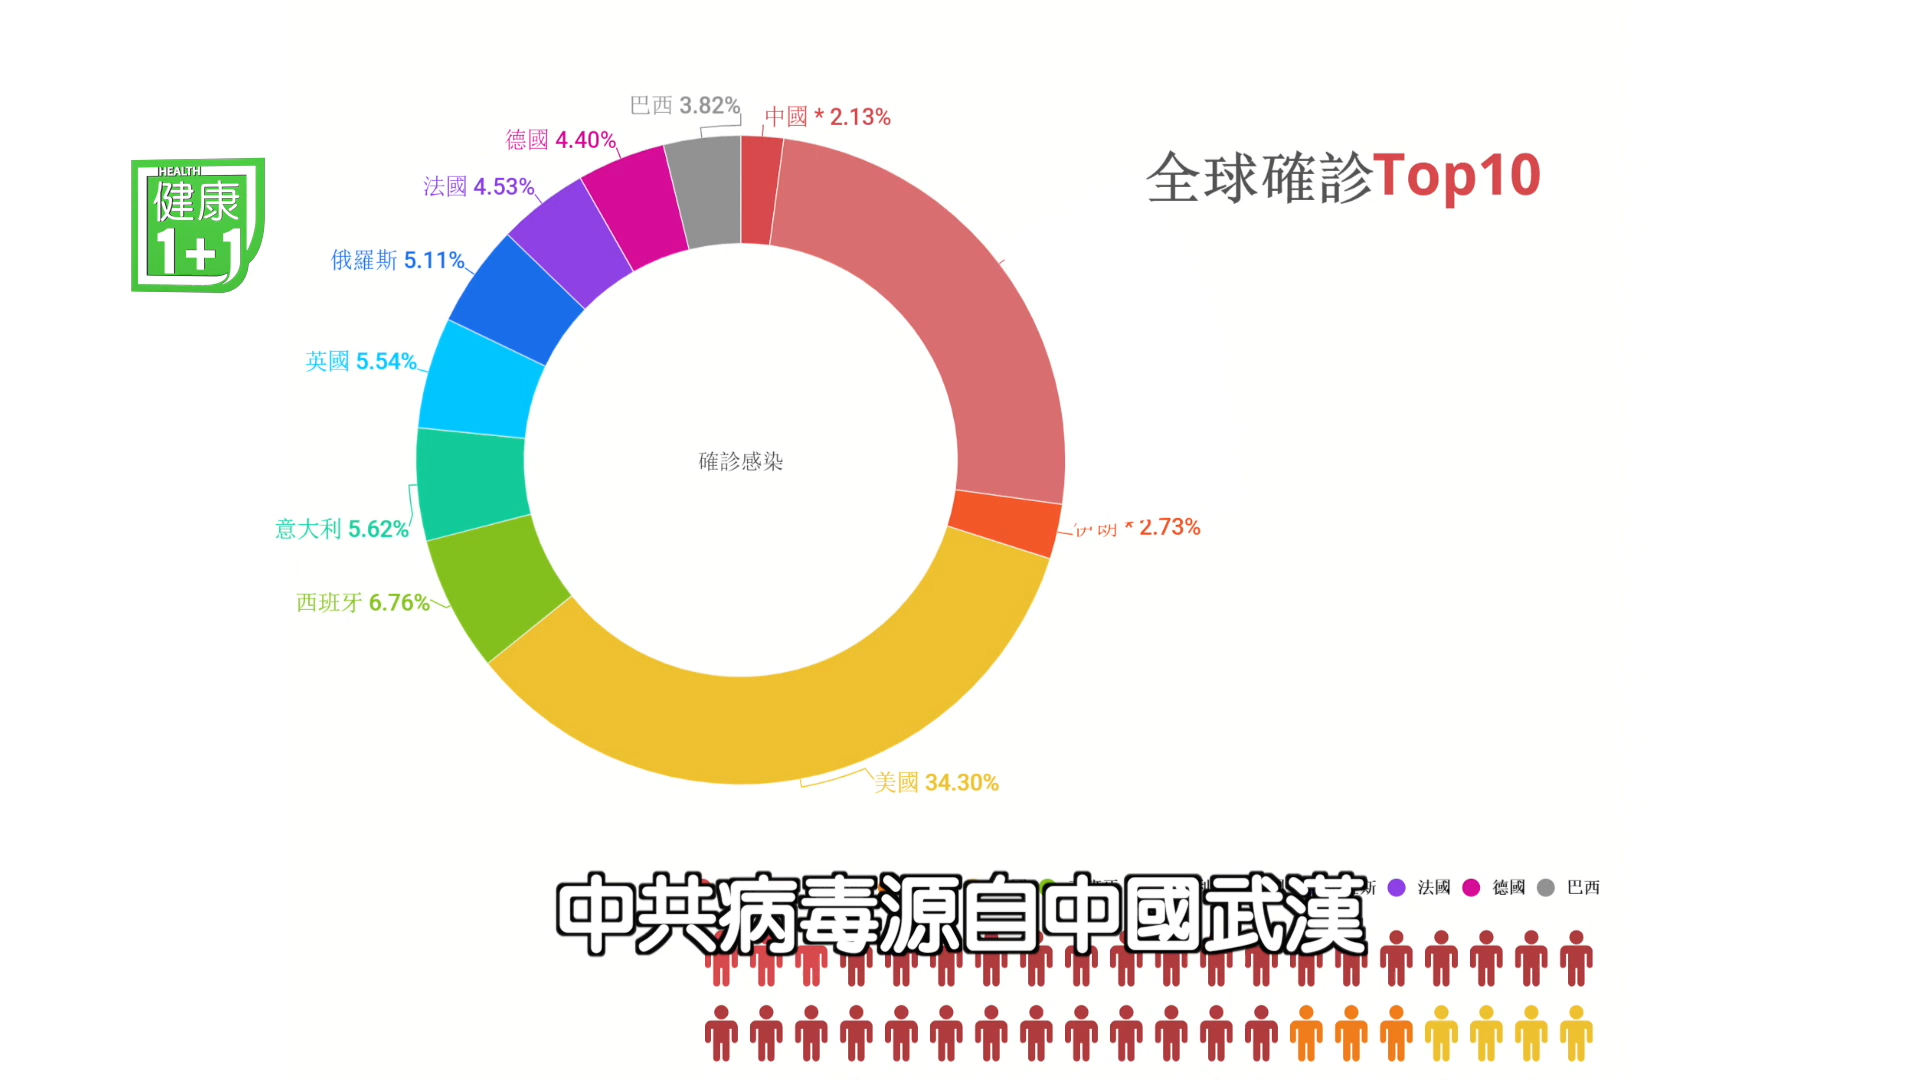 巴西 3.82%
中國 * 2.13%
德國 4.40%
全球確診Top10
HEALTH
健康
1+1
法國 4.53%
俄羅斯 5.11%
英國 5.54%
確診感染
* 2.73%
意大利 5.62%
西班牙 6.76%
美國 34.30%
斯 法國 德國 巴西
中共病毒源自中國武漢